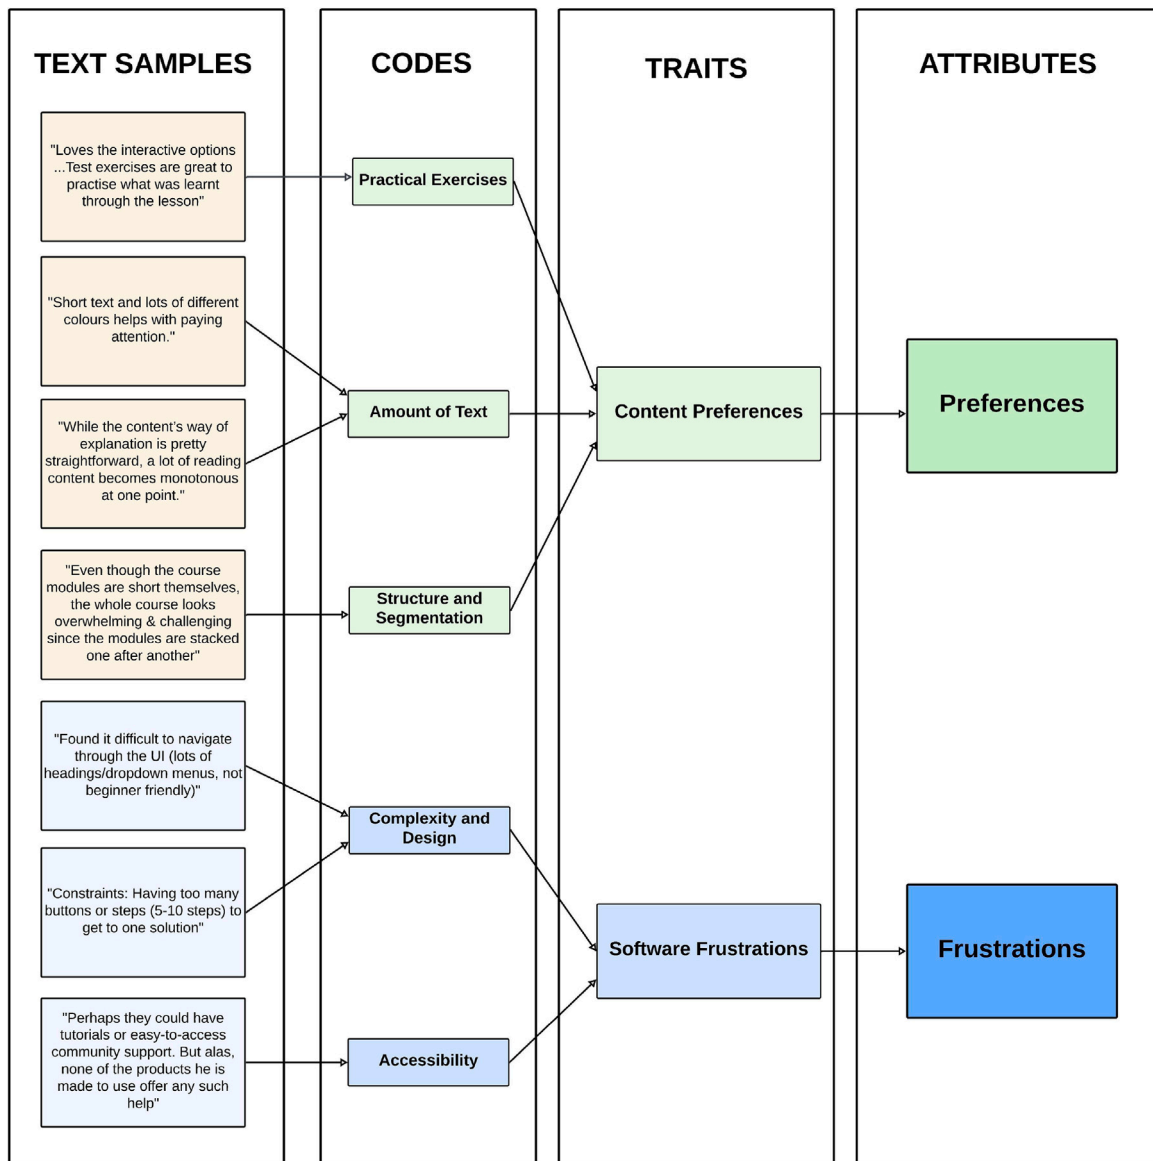 TEXT SAMPLES
"Loves the interactive options
...Test exercises are great to
practise what was learnt
through the lesson"
"Short text and lots of different
colours helps with paying
attention."
"While the content's way of
explanation is pretty
straightforward, a lot of reading
content becomes monotonous
at one point."
"Even though the course
modules are short themselves,
the whole course looks
overwhelming & challenging
since the modules are stacked
one after another"
"Found it difficult to navigate
through the UI (lots of
headings/dropdown menus, not
beginner friendly)"
"Constraints: Having too many
buttons or steps (5-10 steps) to
get to one solution"
"Perhaps they could have
tutorials or easy-to-access
community support. But alas,
none of the products he is
made to use offer any such
help"
CODES
Practical Exercises
Amount of Text
Structure and
Segmentation
Complexity and
Design
Accessibility
TRAITS
Content Preferences
Software Frustrations
ATTRIBUTES
Preferences
Frustrations